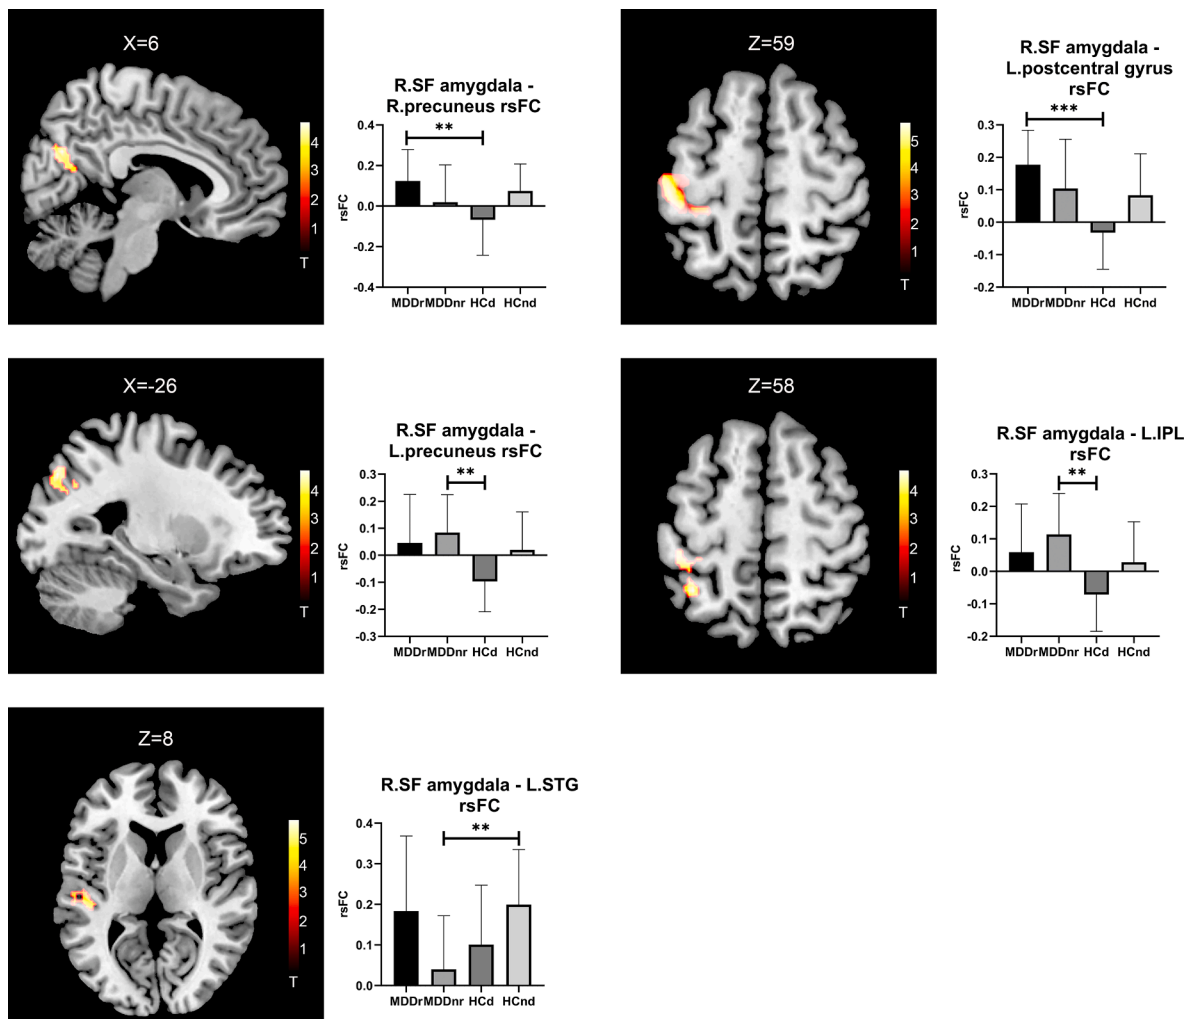 X=6
4
3
2
1
T
R.SF amygdala -
R.precuneus rsFC
**
0.4
0.2
0.0
-0.2
-0.4
rsFC
MDDr MDDnr HCd HCnd
Z=59
5
4
3
2
1
T
R.SF amygdala -
L.postcentral gyrus
rsFC
***
0.3
0.2
0.1
0.0
-0.1
-0.2
rsFC
MDDr MDDnr HCd HCnd
X=-26
4
3
2
1
T
R.SF amygdala -
L.precuneus rsFC
**
0.3
0.2
0.1
0.0
-0.1
-0.2
-0.3
rsFC
MDDr MDDnr HCd HCnd
Z=58
4
3
2
1
T
R.SF amygdala - L.IPL
rsFC
**
0.3
0.2
0.1
0.0
-0.1
-0.2
rsFC
MDDr MDDnr HCd HCnd
Z=8
5
4
3
2
1
T
R.SF amygdala - L.STG
rsFC
**
0.4
0.3
0.2
0.1
0.0
rsFC
MDDr MDDnr HCd HCnd